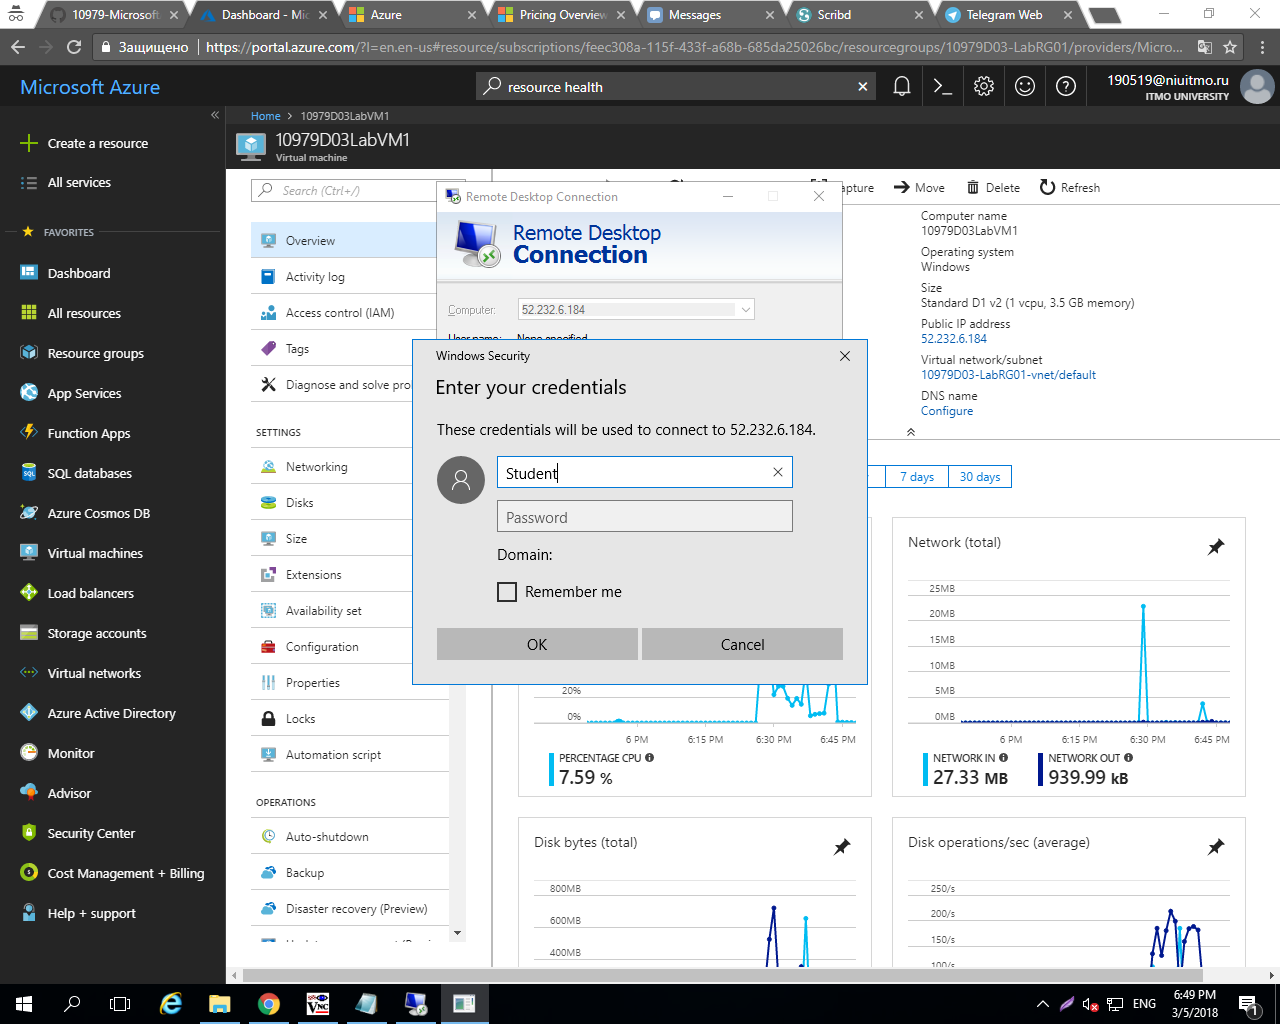 10979-Microsoft
Dashboard - Mic
Azure
Pricing Overview
Messages
Scribd
Telegram Web
Защищено
https://portal.azure.com/?l=en.en-us#resource/subscriptions/feec308a-115f-433f-a68b-685da25026bc/resourcegroups/10979D03-LabRG01/providers/Micro...
Microsoft Azure
resource health
190519@niuitmo.ru
ITMO UNIVERSITY
Home > 10979D03LabVM1
10979D03LabVM1
Virtual machine
Create a resource
All services
FAVORITES
Dashboard
All resources
Resource groups
App Services
Function Apps
SQL databases
Azure Cosmos DB
Virtual machines
Load balancers
Storage accounts
Virtual networks
Azure Active Directory
Monitor
Advisor
Security Center
Cost Management + Billing
Help + support
Search (Ctrl+/)
Overview
Activity log
Access control (IAM)
Tags
Diagnose and solve pro
SETTINGS
Networking
Disks
Size
Extensions
Availability set
Configuration
Properties
Locks
Automation script
OPERATIONS
Auto-shutdown
Backup
Disaster recovery (Preview)
apture
Move
Delete
Refresh
Computer name
10979D03LabVM1
Operating system
Windows
Size
Standard D1 v2 (1 vcpu, 3.5 GB memory)
Public IP address
52.232.6.184
Virtual network/subnet
10979D03-LabRG01-vnet/default
DNS name
Configure
7 days
30 days
Remote Desktop Connection
Remote Desktop
Connection
Computer:
52.232.6.184
User name: None specified
Windows Security
Enter your credentials
These credentials will be used to connect to 52.232.6.184.
Student
Password
Domain:
Remember me
OK
Cancel
20%
0%
6 PM
6:15 PM
6:30 PM
6:45 PM
PERCENTAGE CPU
7.59 %
Network (total)
25MB
20MB
15MB
10MB
5MB
0MB
6 PM
6:15 PM
6:30 PM
6:45 PM
NETWORK IN
27.33 MB
NETWORK OUT
939.99 kB
Disk bytes (total)
800MB
600MB
400MB
Disk operations/sec (average)
250/s
200/s
150/s
100/s
VNC
ENG
6:49 PM
3/5/2018
1